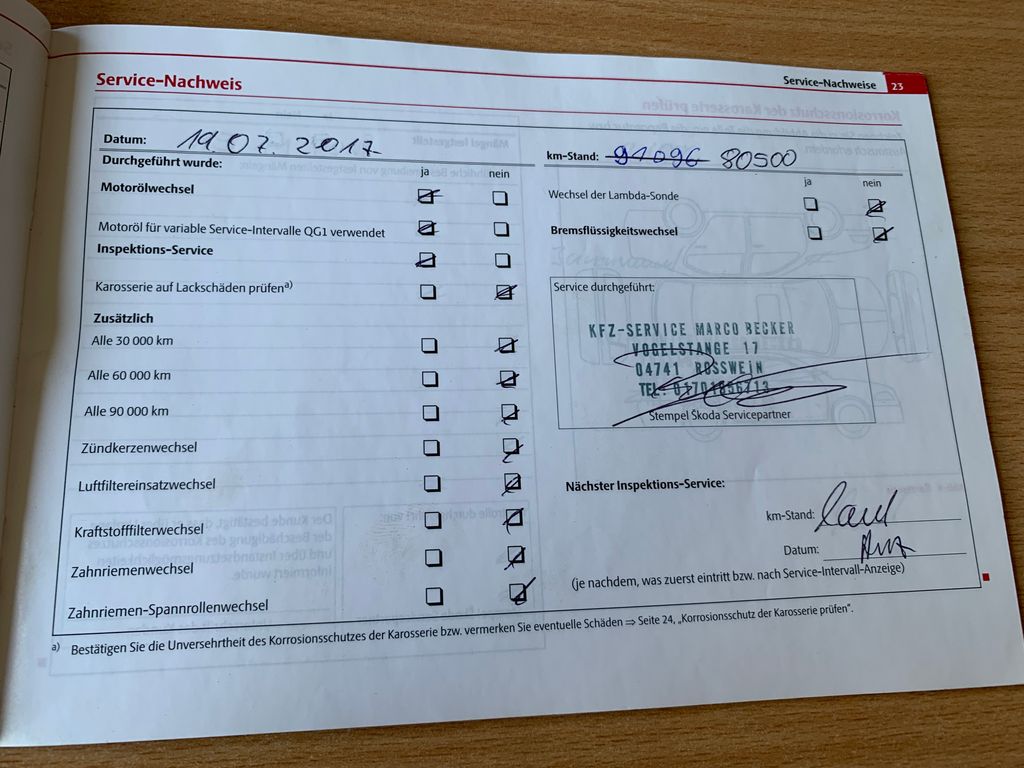 Service-Nachweis
Service-Nachweise 23
Datum: 19 07. 2017
km-Stand: 91096 80500
Durchgeführt wurde:
ja nein
Motorölwechsel
Motoröl für variable Service-Intervalle QG1 verwendet
Inspektions-Service
Karosserie auf Lackschäden prüfen a)
Zusätzlich
Alle 30 000 km
Alle 60 000 km
Alle 90 000 km
Zündkerzenwechsel
Luftfiltereinsatzwechsel
Kraftstofffilterwechsel
Zahnriemenwechsel
Zahnriemen-Spannrollenwechsel
ja nein
Wechsel der Lambda-Sonde
Bremsflüssigkeitswechsel
Service durchgeführt:
KFZ-SERVICE MARCO BECKER
VOGELSTANGE 17
04741 ROSSWEIN
TEL.
Stempel Škoda Servicepartner
Nächster Inspektions-Service:
km-Stand: laut
Datum:
(je nachdem, was zuerst eintritt bzw. nach Service-Intervall-Anzeige)
a) Bestätigen Sie die Unversehrtheit des Korrosionsschutzes der Karosserie bzw. vermerken Sie eventuelle Schäden ⇒ Seite 24, „Korrosionsschutz der Karosserie prüfen“.